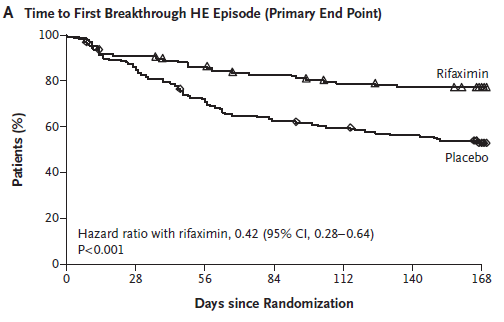 A Time to First Breakthrough HE Episode (Primary End Point)
100
80
60
40
20
0
Patients (%)
Rifaximin
Placebo
Hazard ratio with rifaximin, 0.42 (95% CI, 0.28–0.64)
P<0.001
0 28 56 84 112 140 168
Days since Randomization